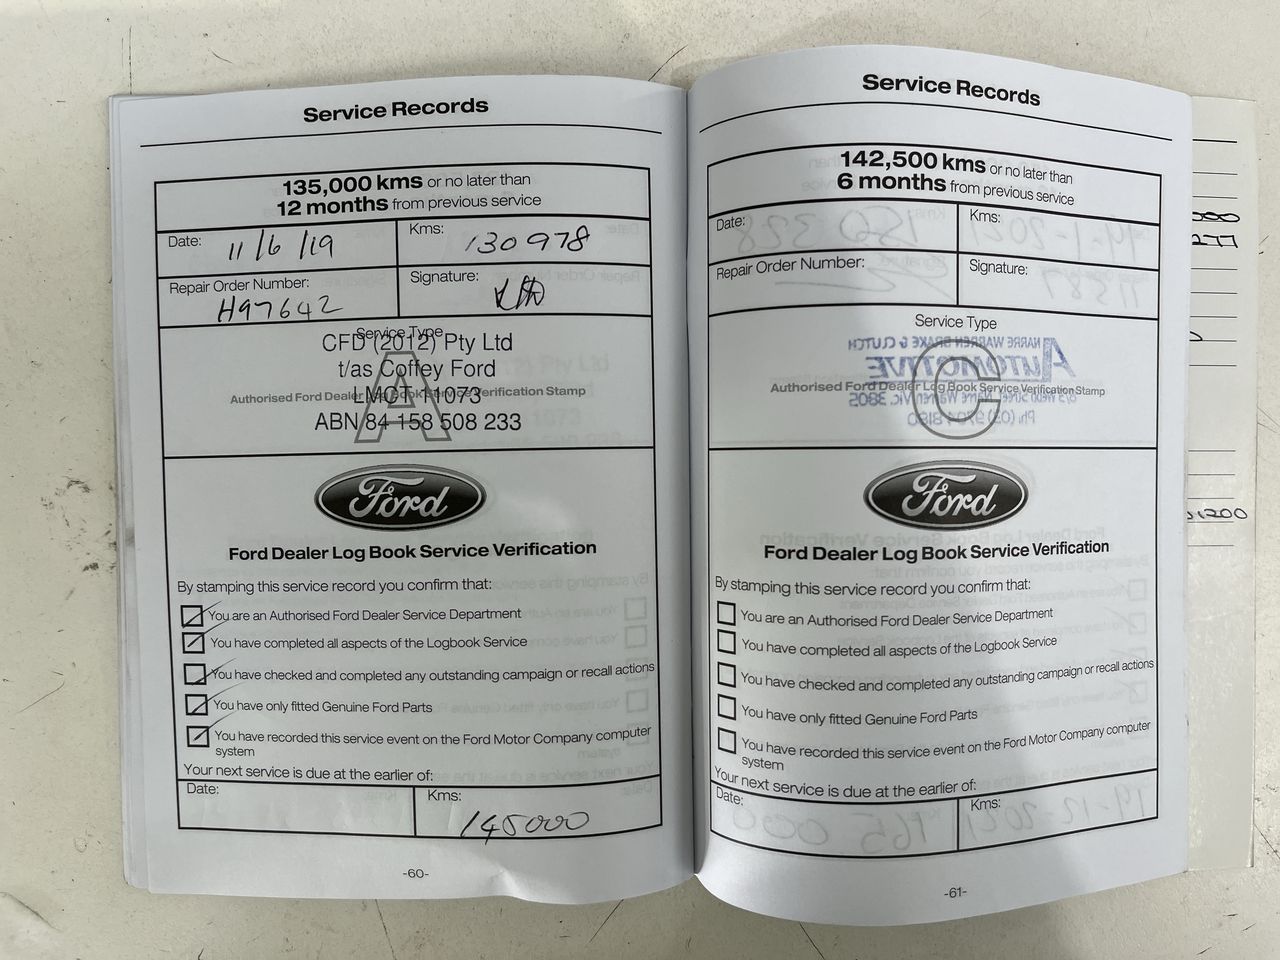 Service Records
135,000 kms or no later than
12 months from previous service
Date: 11/6/19
Kms: 130978
Repair Order Number: H97642
Signature:
Service Type
CFD (2012) Pty Ltd
t/as Coffey Ford
Authorised Ford Dealer Log Book Service Verification Stamp
LMCT 11073
A
ABN 84 158 508 233
Ford
Ford Dealer Log Book Service Verification
By stamping this service record you confirm that:
You are an Authorised Ford Dealer Service Department
You have completed all aspects of the Logbook Service
You have checked and completed any outstanding campaign or recall actions
You have only fitted Genuine Ford Parts
You have recorded this service event on the Ford Motor Company computer
system
Your next service is due at the earlier of:
Date:
Kms: 145000
-60-
Service Records
142,500 kms or no later than
6 months from previous service
Date:
Kms:
Repair Order Number:
Signature:
Service Type
Authorised Ford Dealer Log Book Service Verification Stamp
C
Ford
Ford Dealer Log Book Service Verification
By stamping this service record you confirm that:
You are an Authorised Ford Dealer Service Department
You have completed all aspects of the Logbook Service
You have checked and completed any outstanding campaign or recall actions
You have only fitted Genuine Ford Parts
You have recorded this service event on the Ford Motor Company computer
system
Your next service is due at the earlier of:
Date:
Kms:
-61-